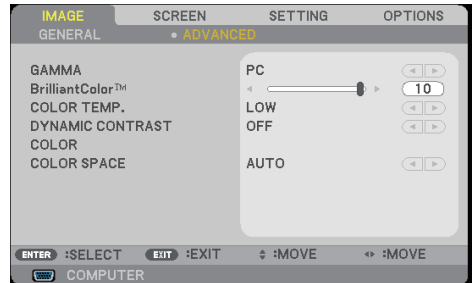 IMAGE SCREEN SETTING OPTIONS
GENERAL • ADVANCED
GAMMA PC
BrilliantColor™ 10
COLOR TEMP. LOW
DYNAMIC CONTRAST OFF
COLOR
COLOR SPACE AUTO
ENTER :SELECT EXIT :EXIT :MOVE :MOVE
COMPUTER